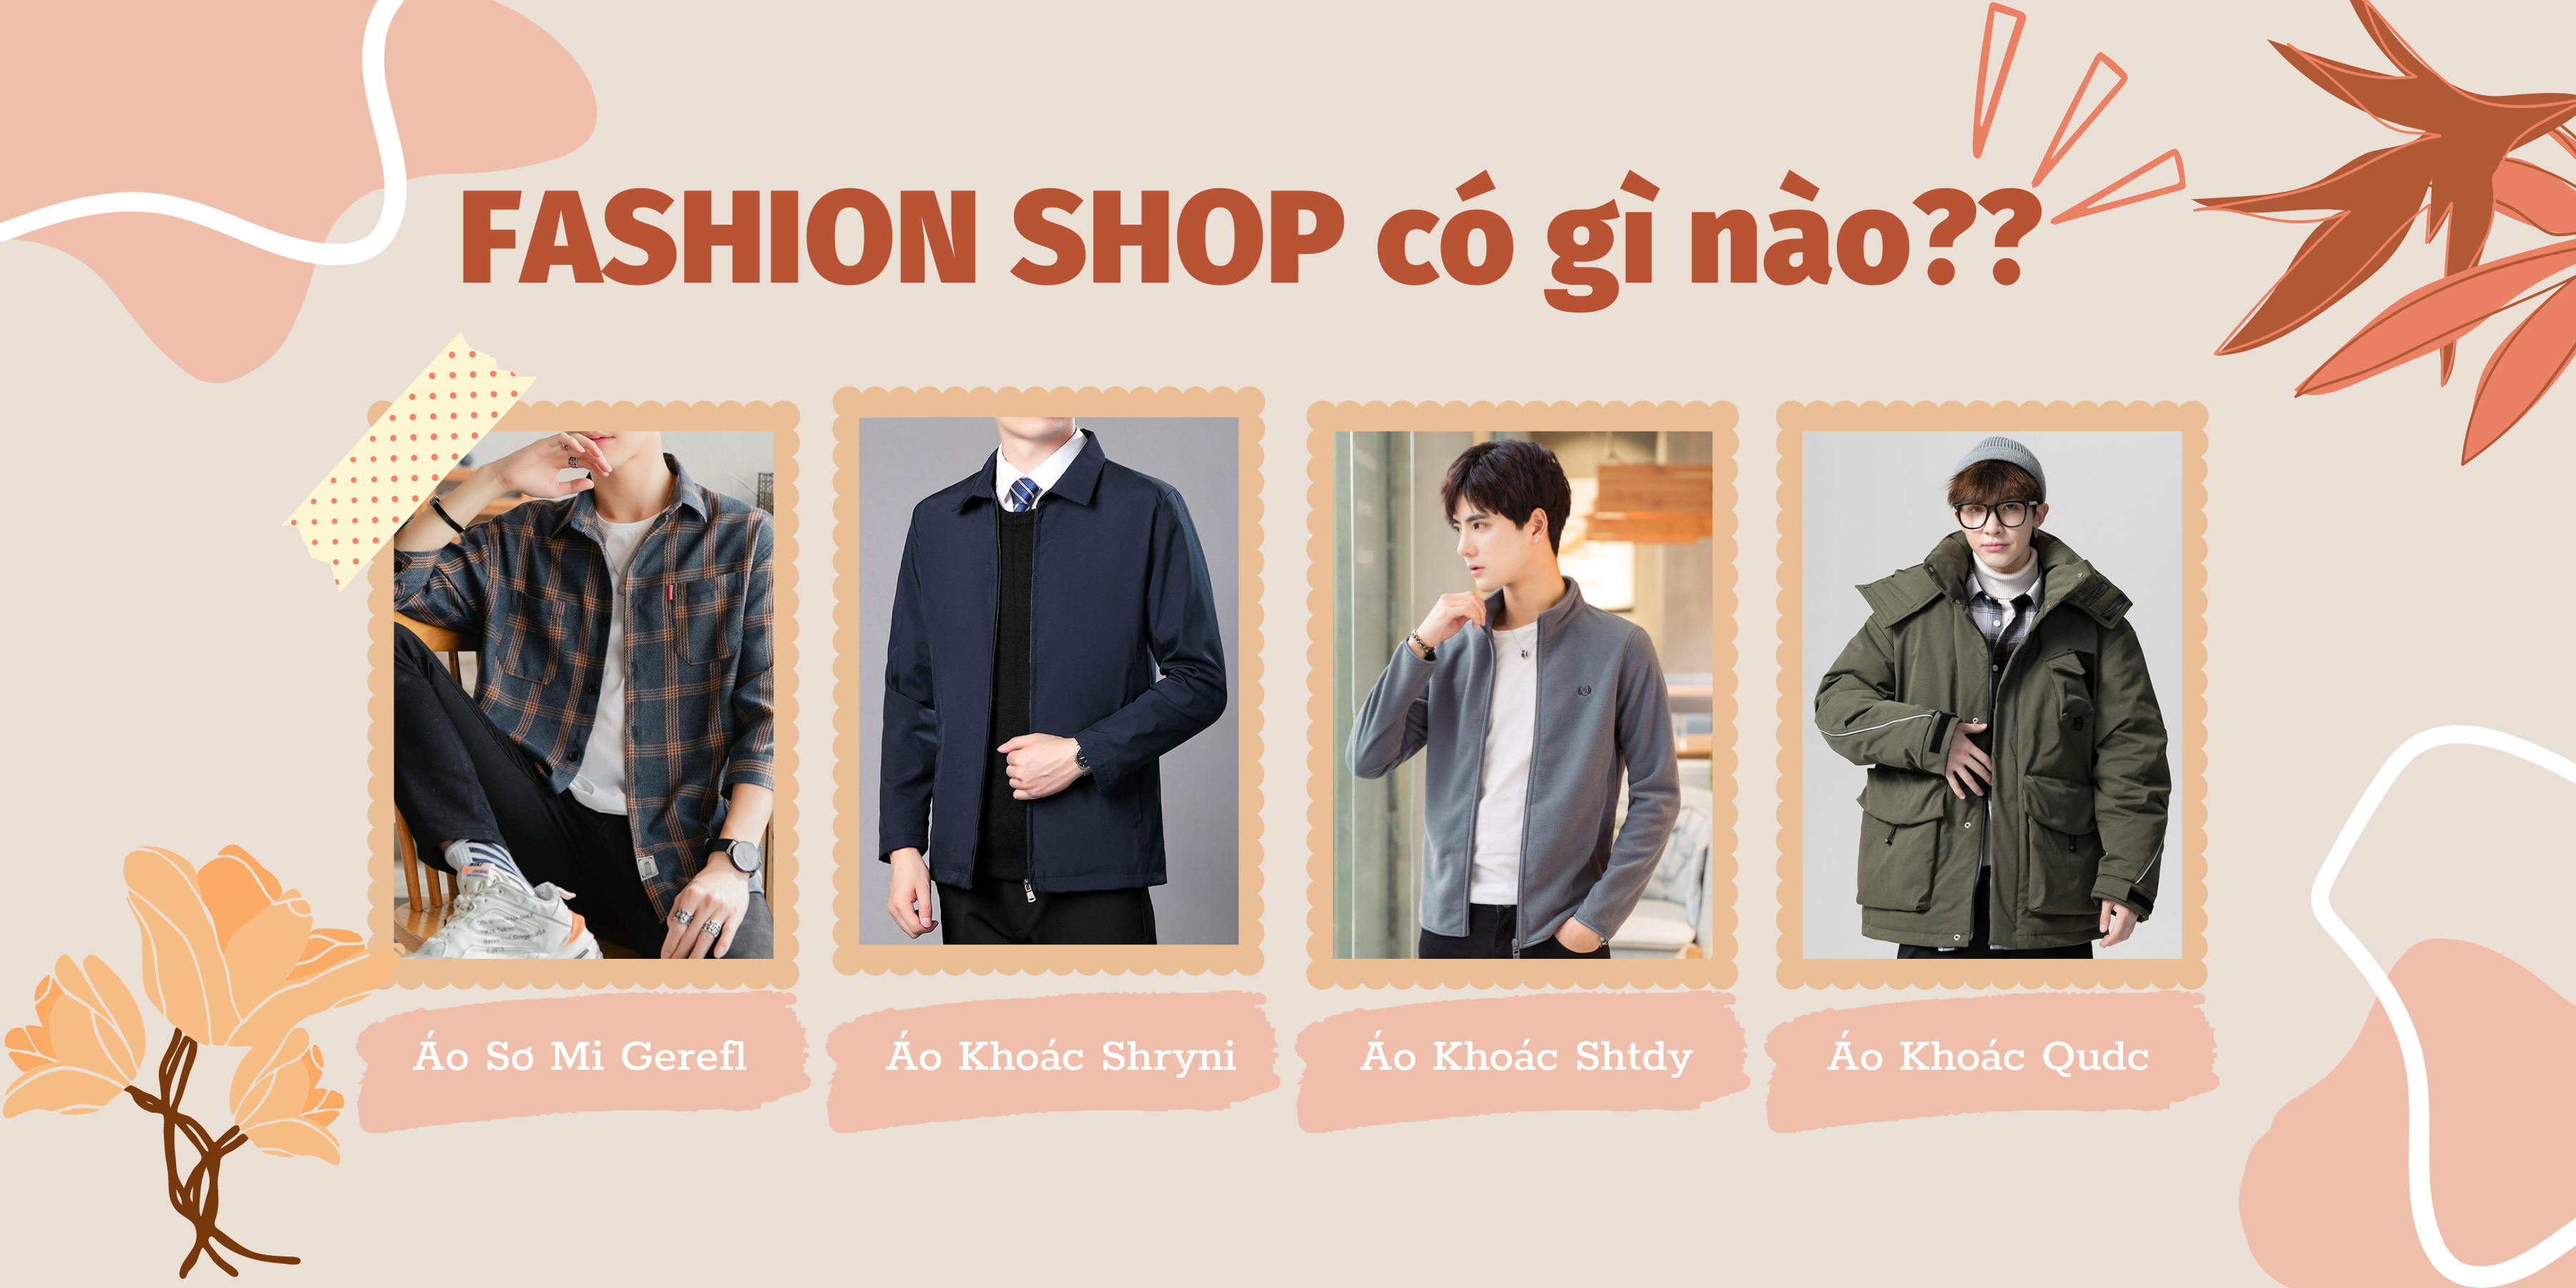 FASHION SHOP có gì nào??
Áo Sơ Mi Gerefl
Áo Khoác Shryni
Áo Khoác Shtdy
Áo Khoác Qudc